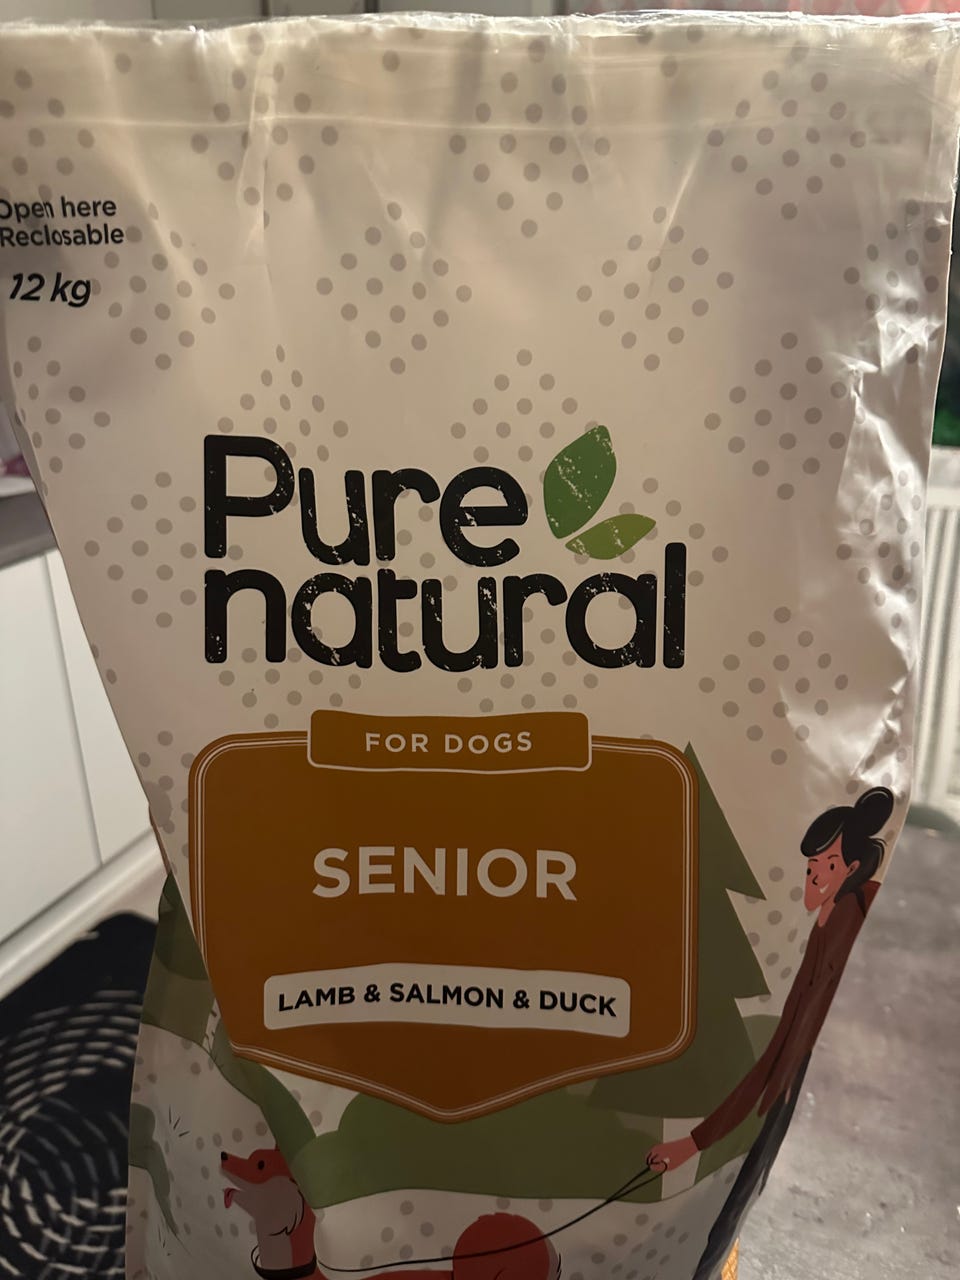 Open here
Reclosable
12 kg
Pure
natural
FOR DOGS
SENIOR
LAMB & SALMON & DUCK